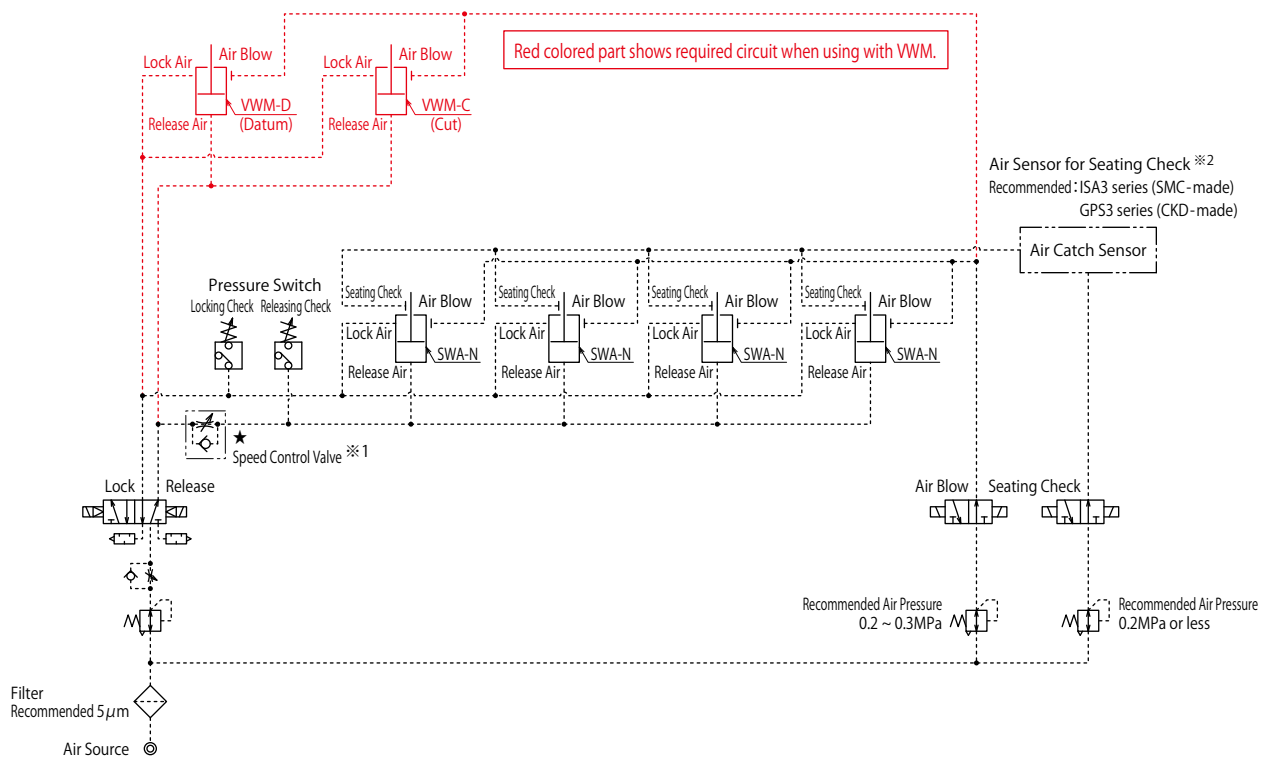 Red colored part shows required circuit when using with VWM.
Lock Air
Air Blow
VWM-D
(Datum)
Release Air
Lock Air
Air Blow
VWM-C
(Cut)
Release Air
Air Sensor for Seating Check ※2
Recommended：ISA3 series (SMC-made)
GPS3 series (CKD-made)
Air Catch Sensor
Pressure Switch
Locking Check
Releasing Check
Seating Check
Air Blow
Lock Air
SWA-N
Release Air
Seating Check
Air Blow
Lock Air
SWA-N
Release Air
Seating Check
Air Blow
Lock Air
SWA-N
Release Air
Seating Check
Air Blow
Lock Air
SWA-N
Release Air
★
Speed Control Valve ※1
Lock
Release
Air Blow
Seating Check
Recommended Air Pressure
0.2 ~ 0.3MPa
Recommended Air Pressure
0.2MPa or less
Filter
Recommended 5μm
Air Source